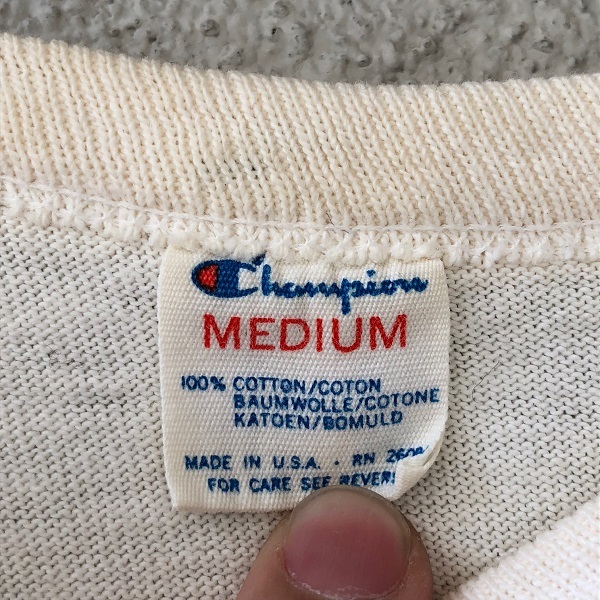 Champion
MEDIUM
100% COTTON/COTON
BAUMWOLLE/COTONE
KATOEN/BOMULD
MADE IN U.S.A. · RN
FOR CARE SEE